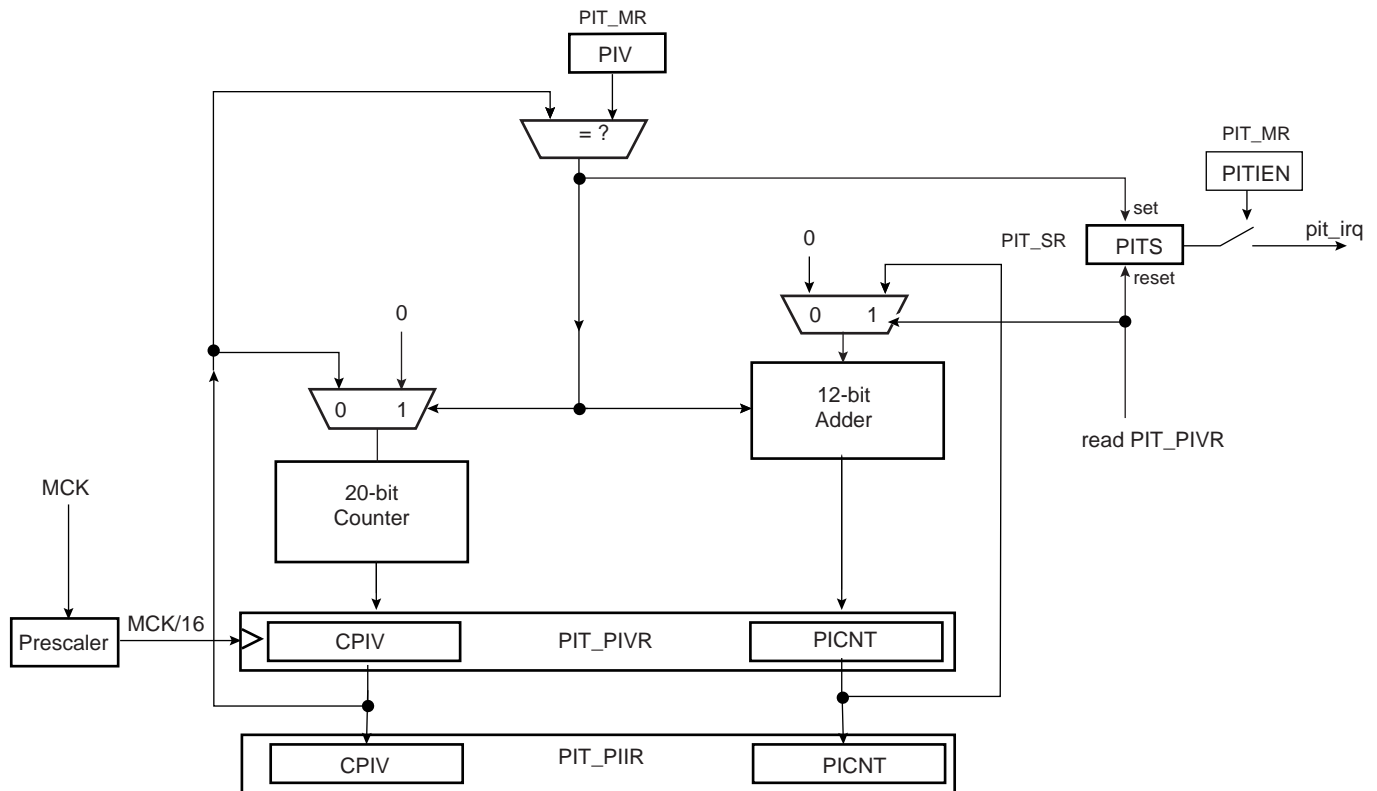 PIT_MR
PIV
= ?
PIT_MR
PITIEN
set
PIT_SR
PITS
pit_irq
reset
0
0 1
0
0 1
12-bit
Adder
read PIT_PIVR
20-bit
Counter
MCK
Prescaler
MCK/16
CPIV
PIT_PIVR
PICNT
CPIV
PIT_PIIR
PICNT